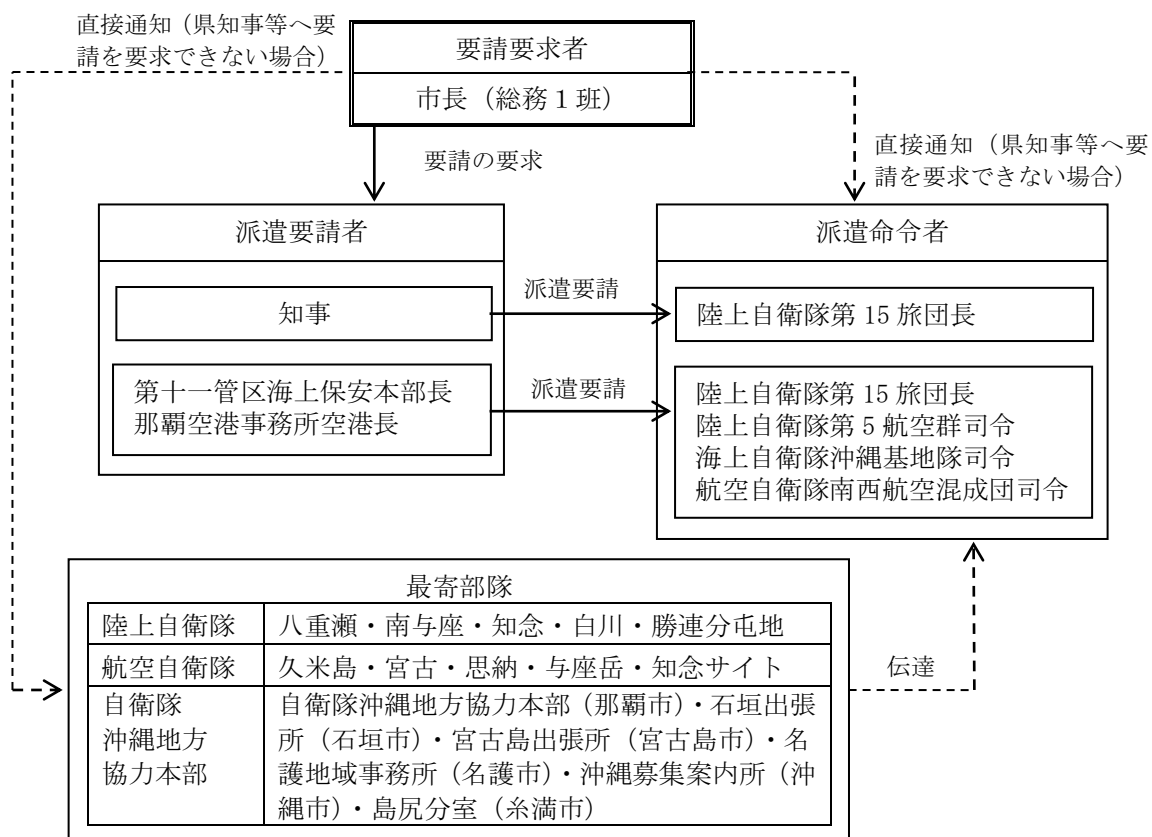 直接通知（県知事等へ要
請を要求できない場合）
要請要求者
市長（総務１班）
要請の要求
直接通知（県知事等へ要
請を要求できない場合）
派遣要請者
派遣命令者
知事
派遣要請
陸上自衛隊第 15 旅団長
第十一管区海上保安本部長
那覇空港事務所空港長
派遣要請
陸上自衛隊第 15 旅団長
陸上自衛隊第 5 航空群司令
海上自衛隊沖縄基地隊司令
航空自衛隊南西航空混成団司令
最寄部隊
陸上自衛隊
八重瀬・南与座・知念・白川・勝連分屯地
航空自衛隊
久米島・宮古・恩納・与座岳・知念サイト
自衛隊
沖縄地方
協力本部
自衛隊沖縄地方協力本部（那覇市）・石垣出張
所（石垣市）・宮古島出張所（宮古島市）・名
護地域事務所（名護市）・沖縄募集案内所（沖
縄市）・島尻分室（糸満市）
伝達